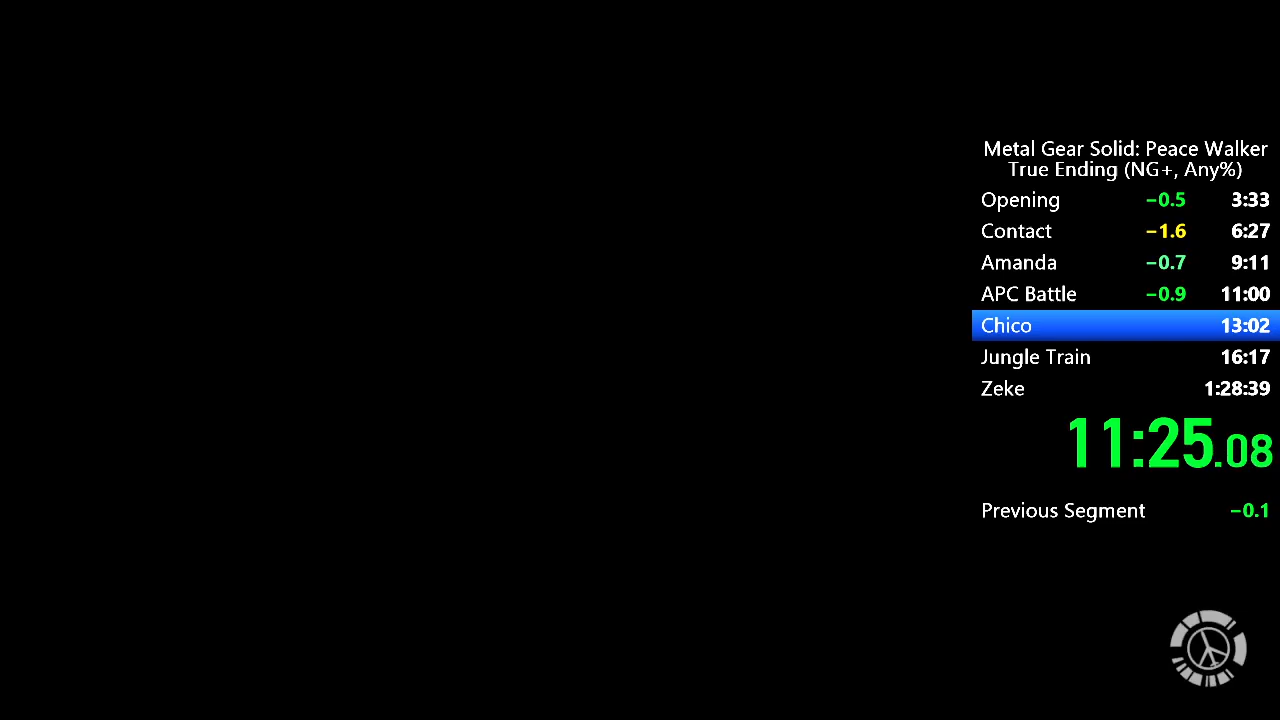 Metal Gear Solid: Peace Walker
True Ending (NG+, Any%)
Opening −0.5 3:33
Contact −1.6 6:27
Amanda −0.7 9:11
APC Battle −0.9 11:00
Chico 13:02
Jungle Train 16:17
Zeke 1:28:39
11:25.08
Previous Segment −0.1